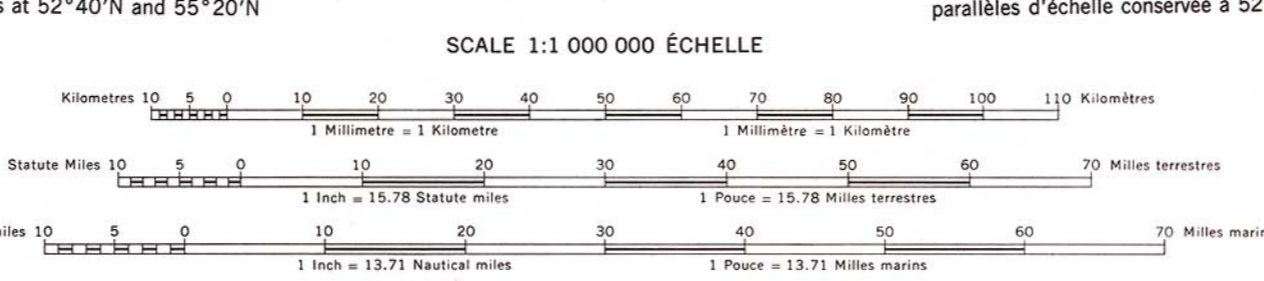 s at 52°40'N and 55°20'N
parallèles d'échelle conservée à 52
SCALE 1:1 000 000 ÉCHELLE
Kilometres 10 5 0 10 20 30 40 50 60 70 80 90 100 110 Kilomètres
1 Millimetre = 1 Kilometre 1 Millimètre = 1 Kilomètre
Statute Miles 10 5 0 10 20 30 40 50 60 70 Milles terrestres
1 Inch = 15.78 Statute miles 1 Pouce = 15.78 Milles terrestres
iles 10 5 0 10 20 30 40 50 60 70 Milles marin
1 Inch = 13.71 Nautical miles 1 Pouce = 13.71 Milles marins